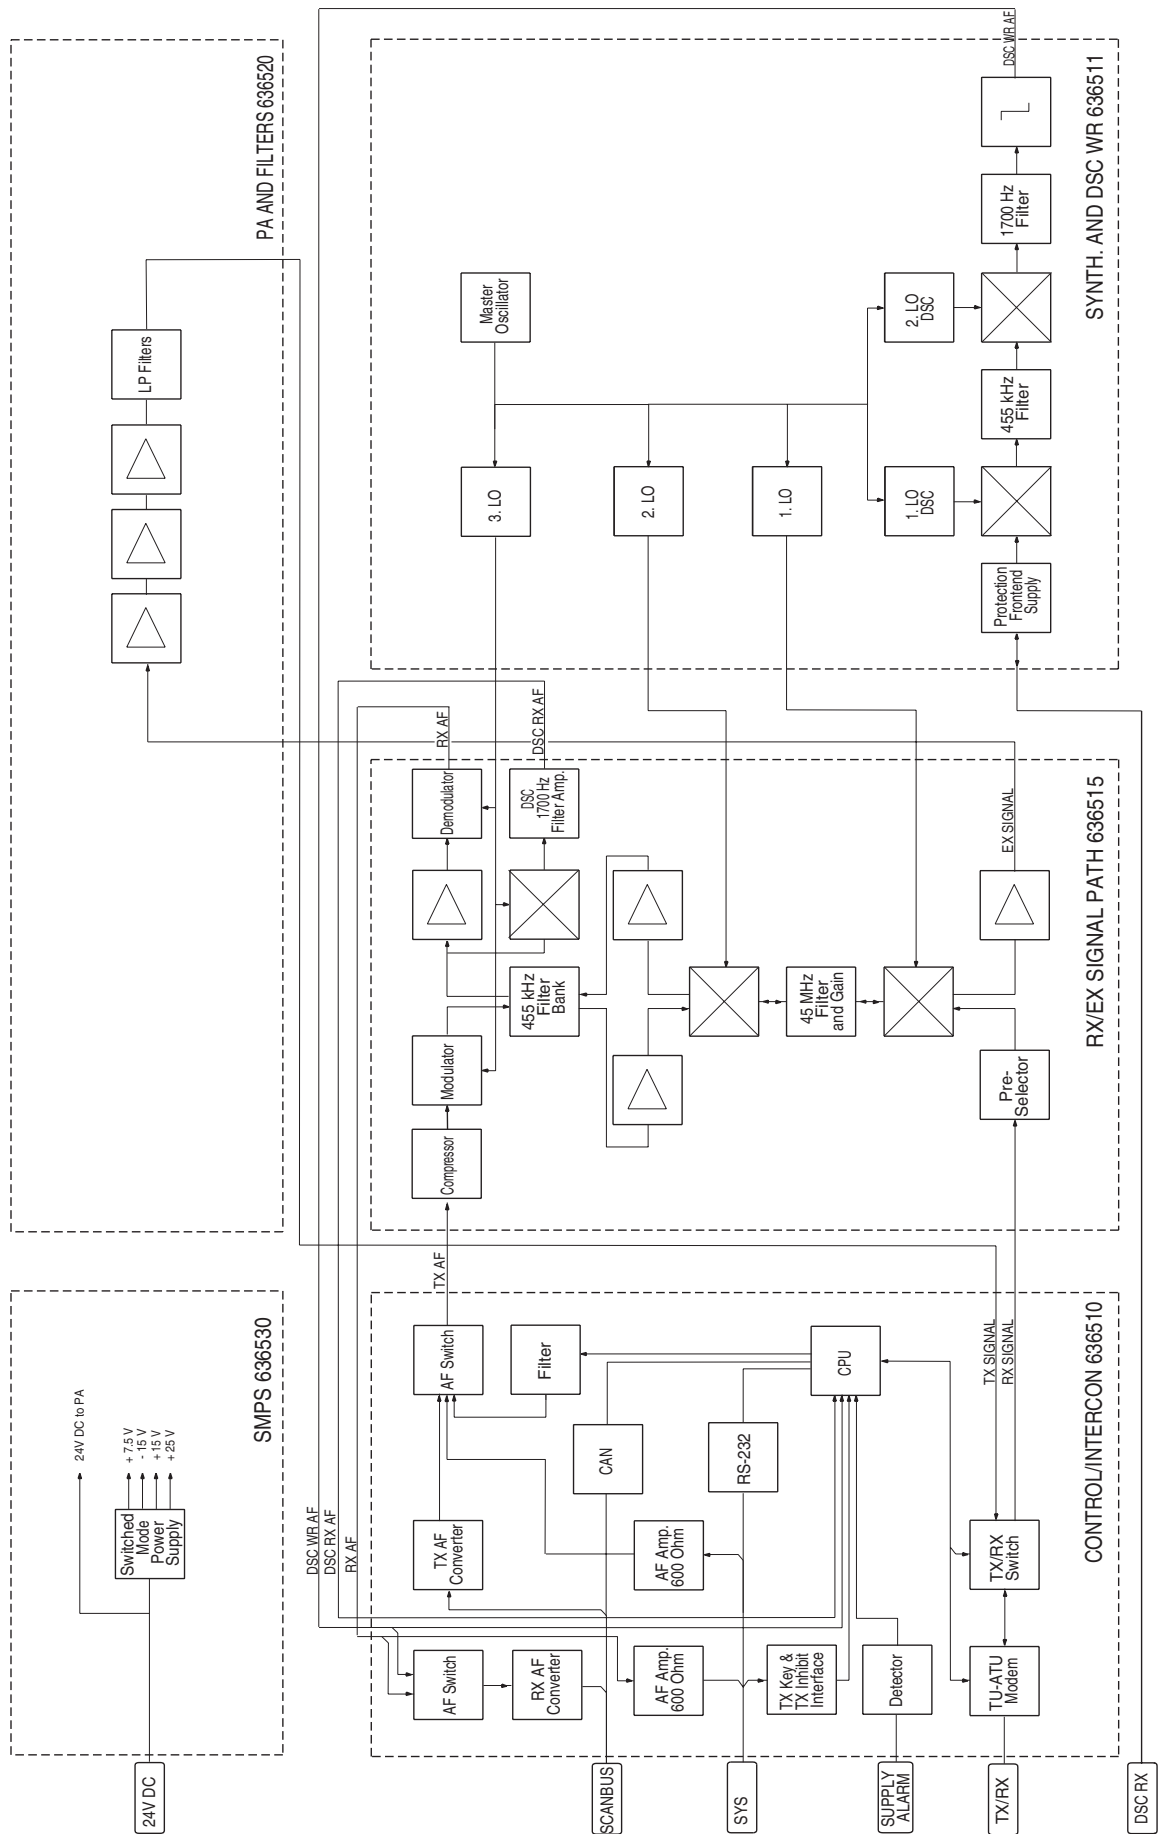 24V DC
24V DC to PA
Switched
Mode
Power
Supply
+ 7.5 V
- 15 V
+ 15 V
+ 25 V
SMPS 636530
LP Filters
PA AND FILTERS 636520
DSC WR AF
DSC RX AF
RX AF
AF Switch
RX AF
Converter
TX AF
Converter
AF Switch
TX AF
Filter
CAN
AF Amp.
600 Ohm
AF Amp.
600 Ohm
RS-232
TX Key &
TX Inhibit
Interface
CPU
Detector
TU-ATU
Modem
TX/RX
Switch
TX SIGNAL
RX SIGNAL
CONTROL/INTERCON 636510
SCANBUS
SYS
SUPPLY
ALARM
TX/RX
DSC RX
Compressor
Modulator
Demodulator
RX AF
455 kHz
Filter
Bank
DSC
1700 Hz
Filter Amp.
DSC RX AF
45 MHz
Filter
and Gain
Pre-
Selector
EX SIGNAL
RX/EX SIGNAL PATH 636515
3. LO
Master
Oscillator
2. LO
1. LO
1. LO
DSC
2. LO
DSC
Protection
Frontend
Supply
455 kHz
Filter
1700 Hz
Filter
DSC WR AF
SYNTH. AND DSC WR 636511